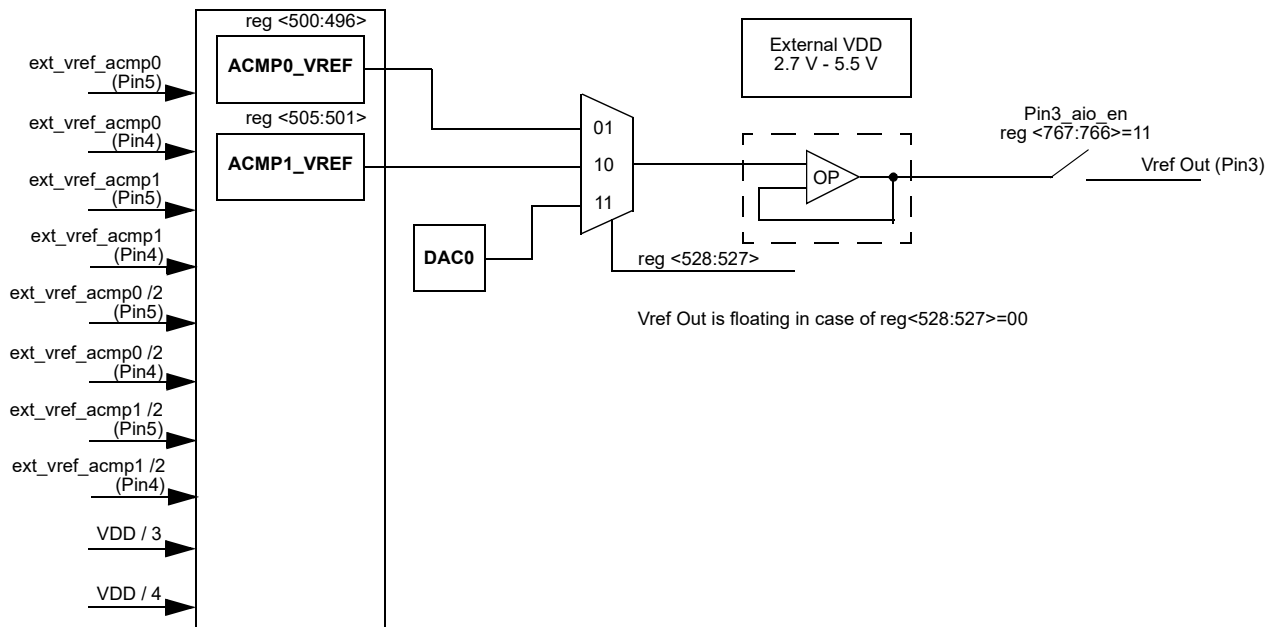 reg <500:496>
ACMP0_VREF
reg <505:501>
ACMP1_VREF
ext_vref_acmp0
(Pin5)
ext_vref_acmp0
(Pin4)
ext_vref_acmp1
(Pin5)
ext_vref_acmp1
(Pin4)
ext_vref_acmp0 /2
(Pin5)
ext_vref_acmp0 /2
(Pin4)
ext_vref_acmp1 /2
(Pin5)
ext_vref_acmp1 /2
(Pin4)
VDD / 3
VDD / 4
DAC0
01
10
11
reg <528:527>
External VDD
2.7 V - 5.5 V
OP
Pin3_aio_en
reg <767:766>=11
Vref Out (Pin3)
Vref Out is floating in case of reg<528:527>=00